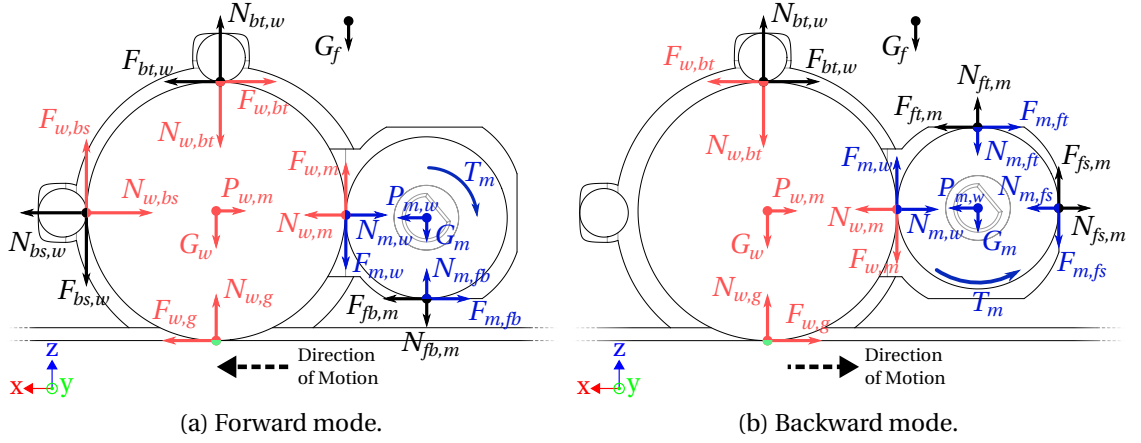 N_{bt,w}
G_f
F_{bt,w}
F_{w,bt}
F_{w,bs}
N_{w,bt}
F_{w,m}
T_m
N_{w,bs}
P_{w,m}
P_{m,w}
N_{w,m}
N_{m,w}
G_m
N_{bs,w}
G_w
F_{m,w}
N_{m,fb}
F_{bs,w}
N_{w,g}
F_{fb,m}
F_{m,fb}
F_{w,g}
N_{fb,m}
z
x
y
Direction
of Motion
(a) Forward mode.
N_{bt,w}
G_f
F_{w,bt}
F_{bt,w}
N_{ft,m}
F_{ft,m}
F_{m,ft}
N_{w,bt}
F_{m,w}
N_{m,ft}
F_{fs,m}
P_{w,m}
P_{m,w}
N_{m,fs}
N_{w,m}
N_{m,w}
G_m
N_{fs,m}
G_w
F_{w,m}
F_{m,fs}
N_{w,g}
T_m
F_{w,g}
z
x
y
Direction
of Motion
(b) Backward mode.